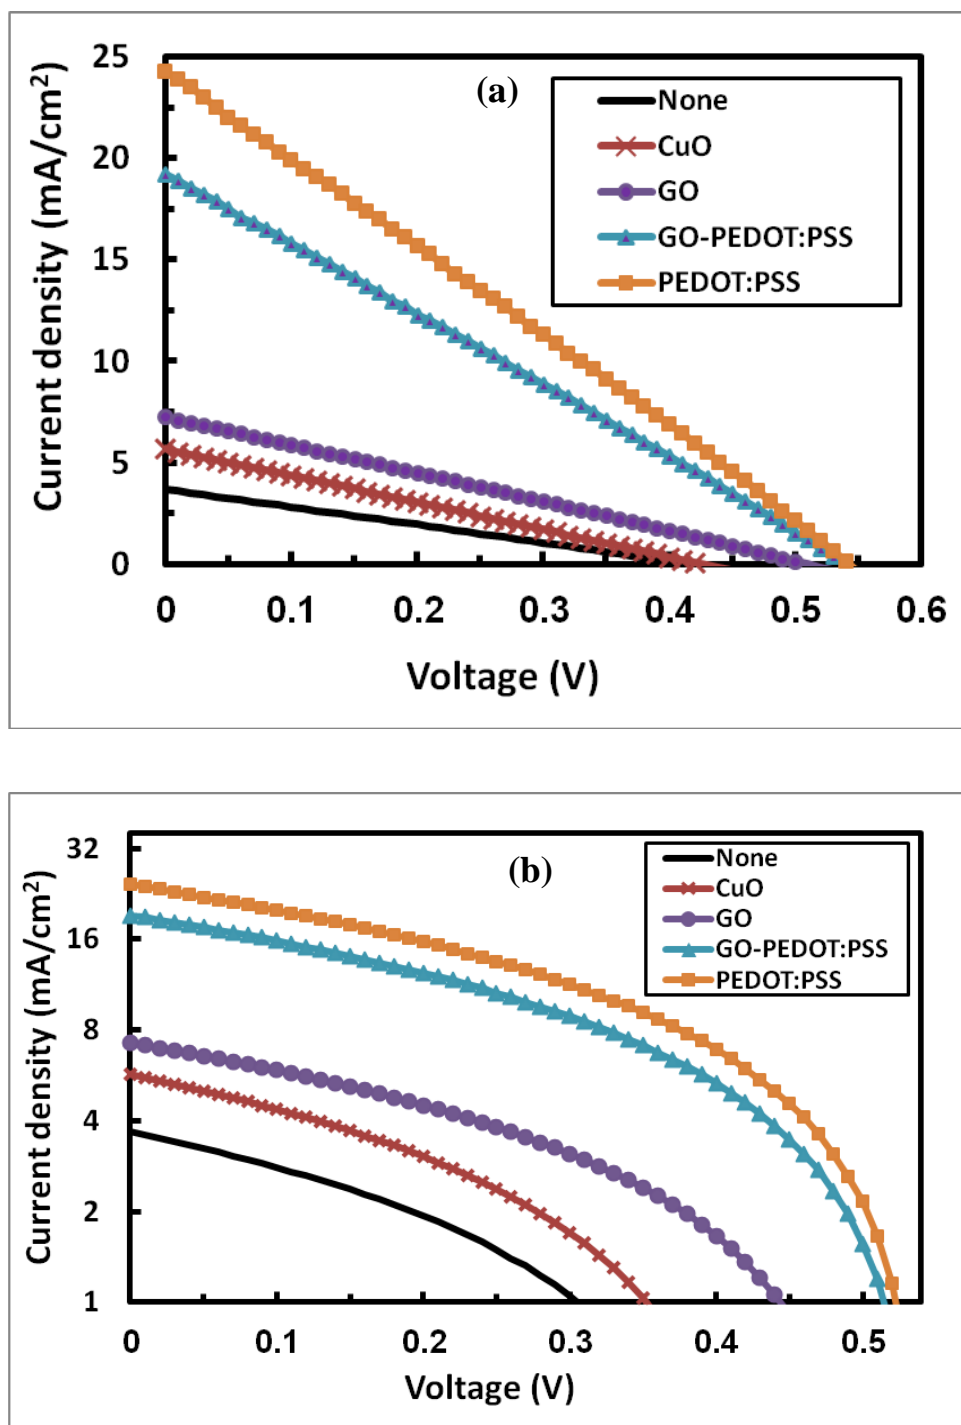 (a)
None
CuO
GO
GO-PEDOT:PSS
PEDOT:PSS
Current density (mA/cm²)
25
20
15
10
5
0
0 0.1 0.2 0.3 0.4 0.5 0.6
Voltage (V)
(b)
None
CuO
GO
GO-PEDOT:PSS
PEDOT:PSS
Current density (mA/cm²)
32
16
8
4
2
1
0 0.1 0.2 0.3 0.4 0.5
Voltage (V)